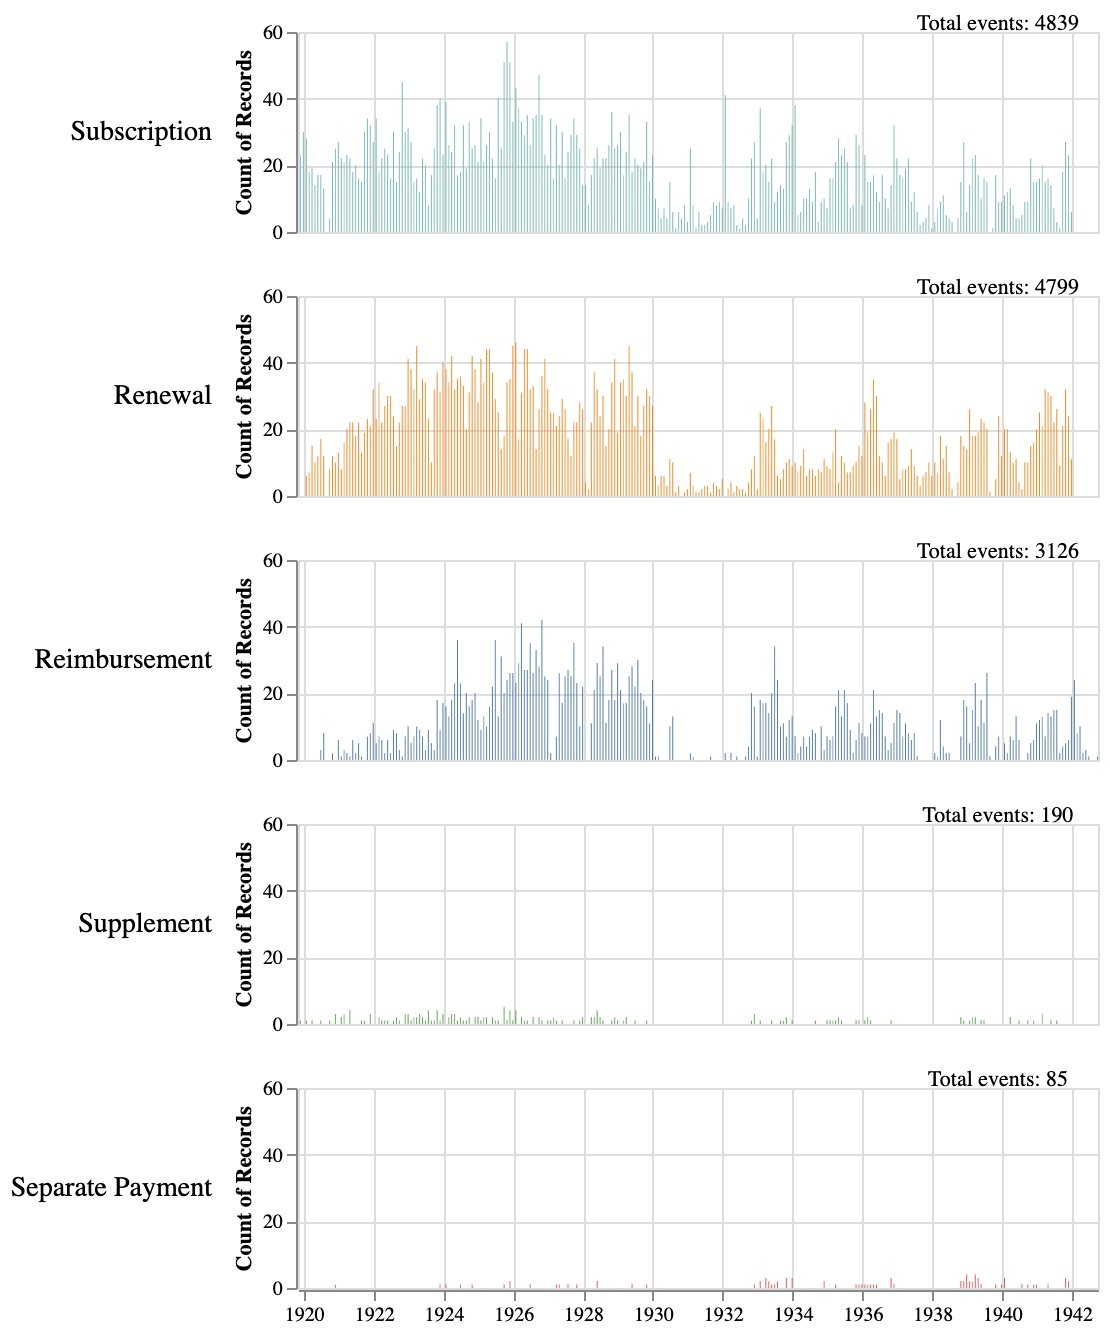 Total events: 4839
Subscription
Count of Records
60
40
20
0
Total events: 4799
Renewal
Count of Records
60
40
20
0
Total events: 3126
Reimbursement
Count of Records
60
40
20
0
Total events: 190
Supplement
Count of Records
60
40
20
0
Total events: 85
Separate Payment
Count of Records
60
40
20
0
1920 1922 1924 1926 1928 1930 1932 1934 1936 1938 1940 1942